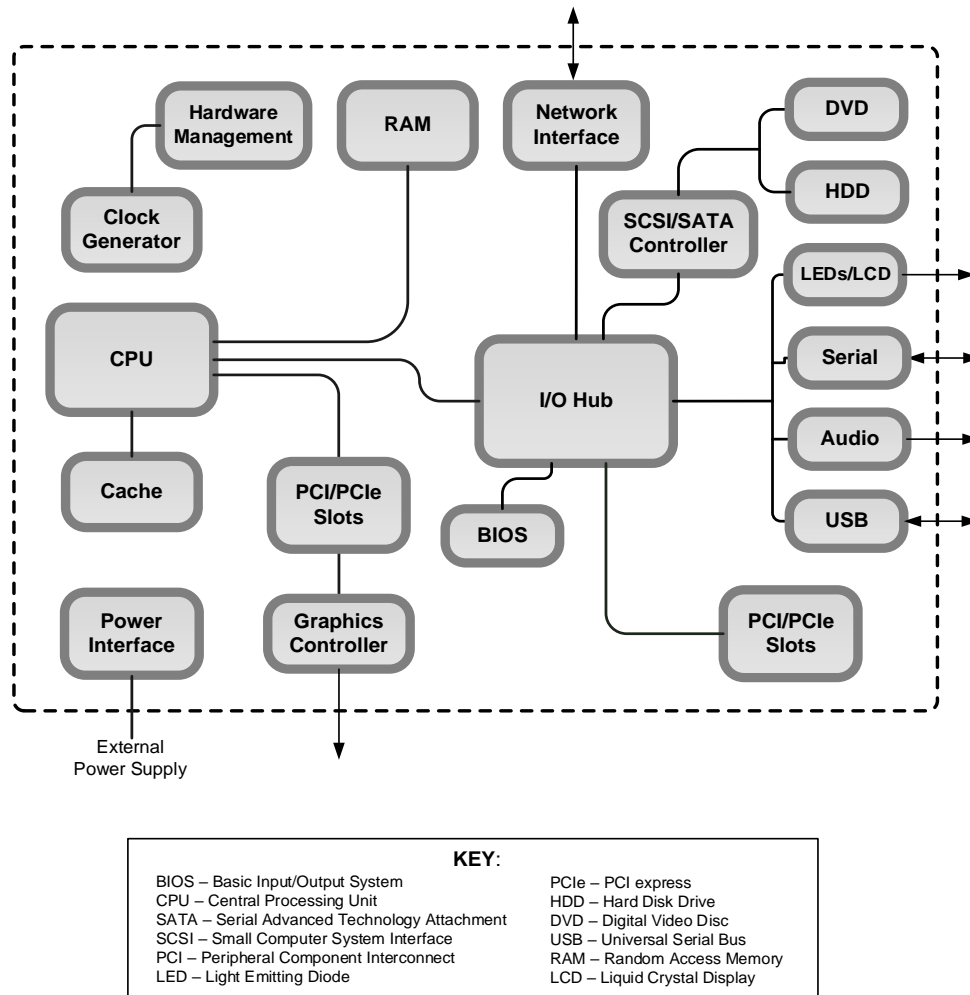 Hardware
Management
RAM
Network
Interface
DVD
HDD
Clock
Generator
SCSI/SATA
Controller
LEDs/LCD
CPU
I/O Hub
Serial
Audio
Cache
PCI/PCIe
Slots
BIOS
USB
Power
Interface
Graphics
Controller
PCI/PCIe
Slots
External
Power Supply
KEY:
BIOS – Basic Input/Output System
CPU – Central Processing Unit
SATA – Serial Advanced Technology Attachment
SCSI – Small Computer System Interface
PCI – Peripheral Component Interconnect
LED – Light Emitting Diode
PCIe – PCI express
HDD – Hard Disk Drive
DVD – Digital Video Disc
USB – Universal Serial Bus
RAM – Random Access Memory
LCD – Liquid Crystal Display